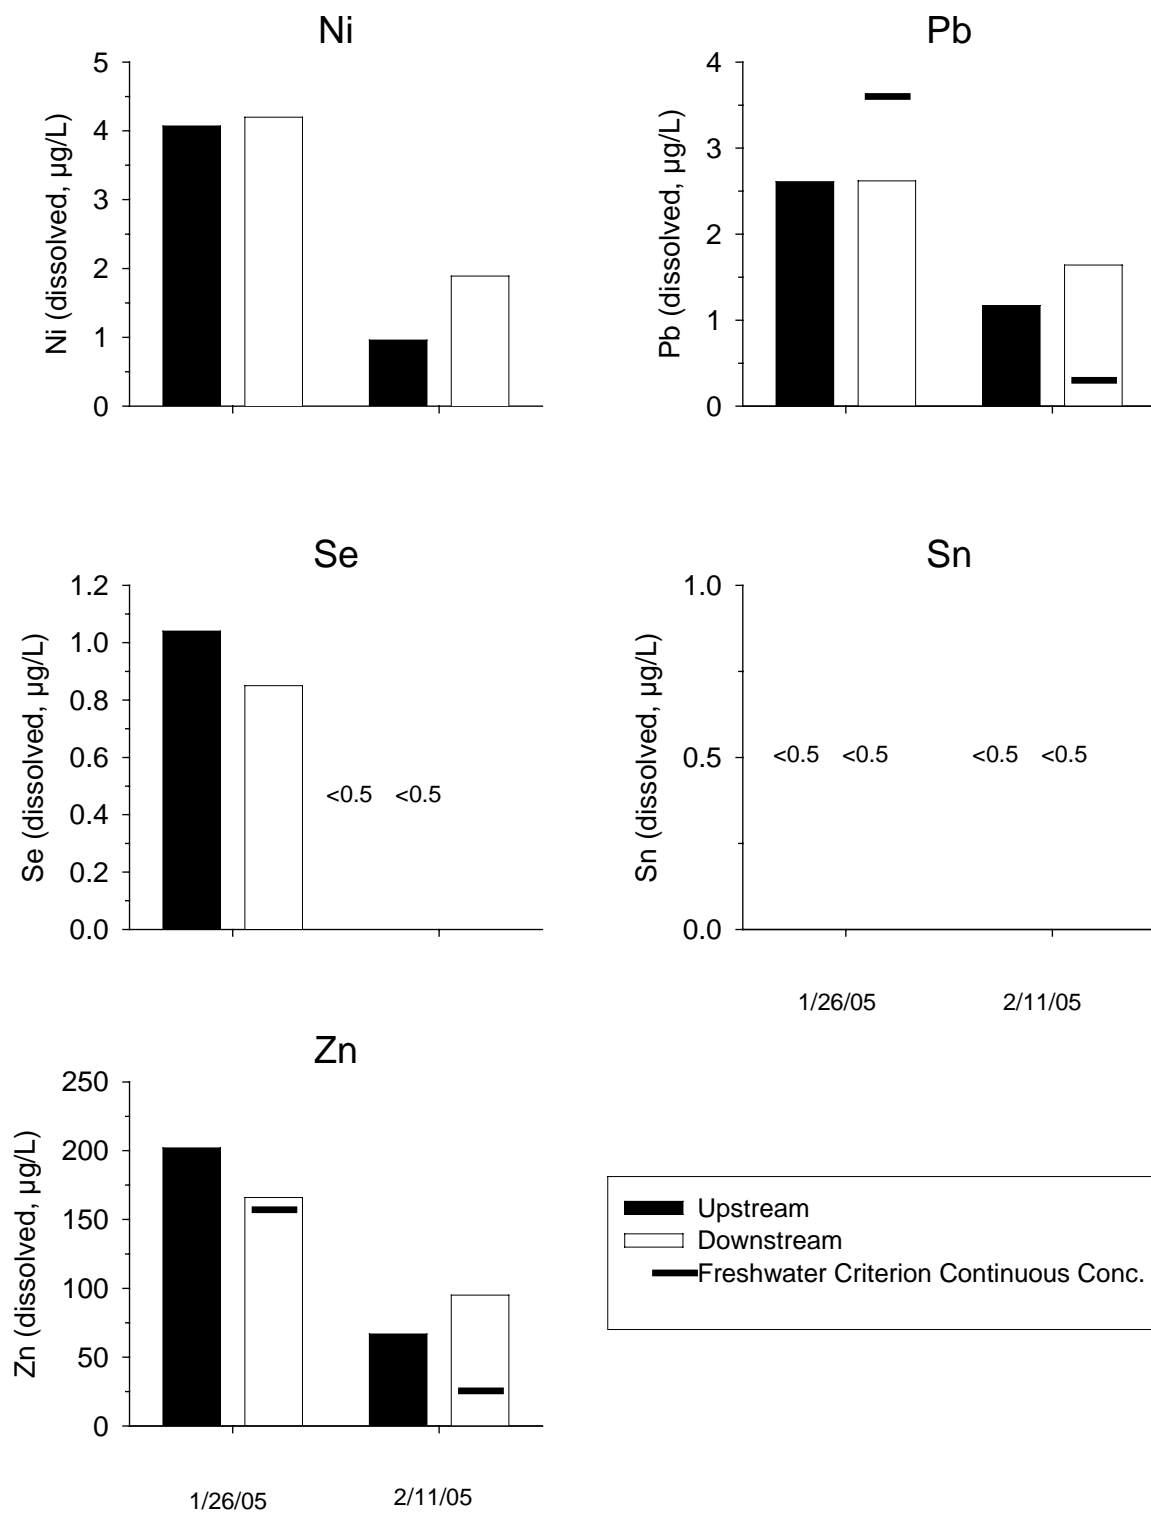 Ni
5
4
3
2
1
0
Ni (dissolved, µg/L)
Pb
4
3
2
1
0
Pb (dissolved, µg/L)
Se
1.2
1.0
0.8
0.6
0.4
0.2
0.0
Se (dissolved, µg/L)
<0.5 <0.5
Sn
1.0
0.5
0.0
Sn (dissolved, µg/L)
<0.5 <0.5 <0.5 <0.5
1/26/05 2/11/05
Zn
250
200
150
100
50
0
Zn (dissolved, µg/L)
1/26/05 2/11/05
Upstream
Downstream
Freshwater Criterion Continuous Conc.